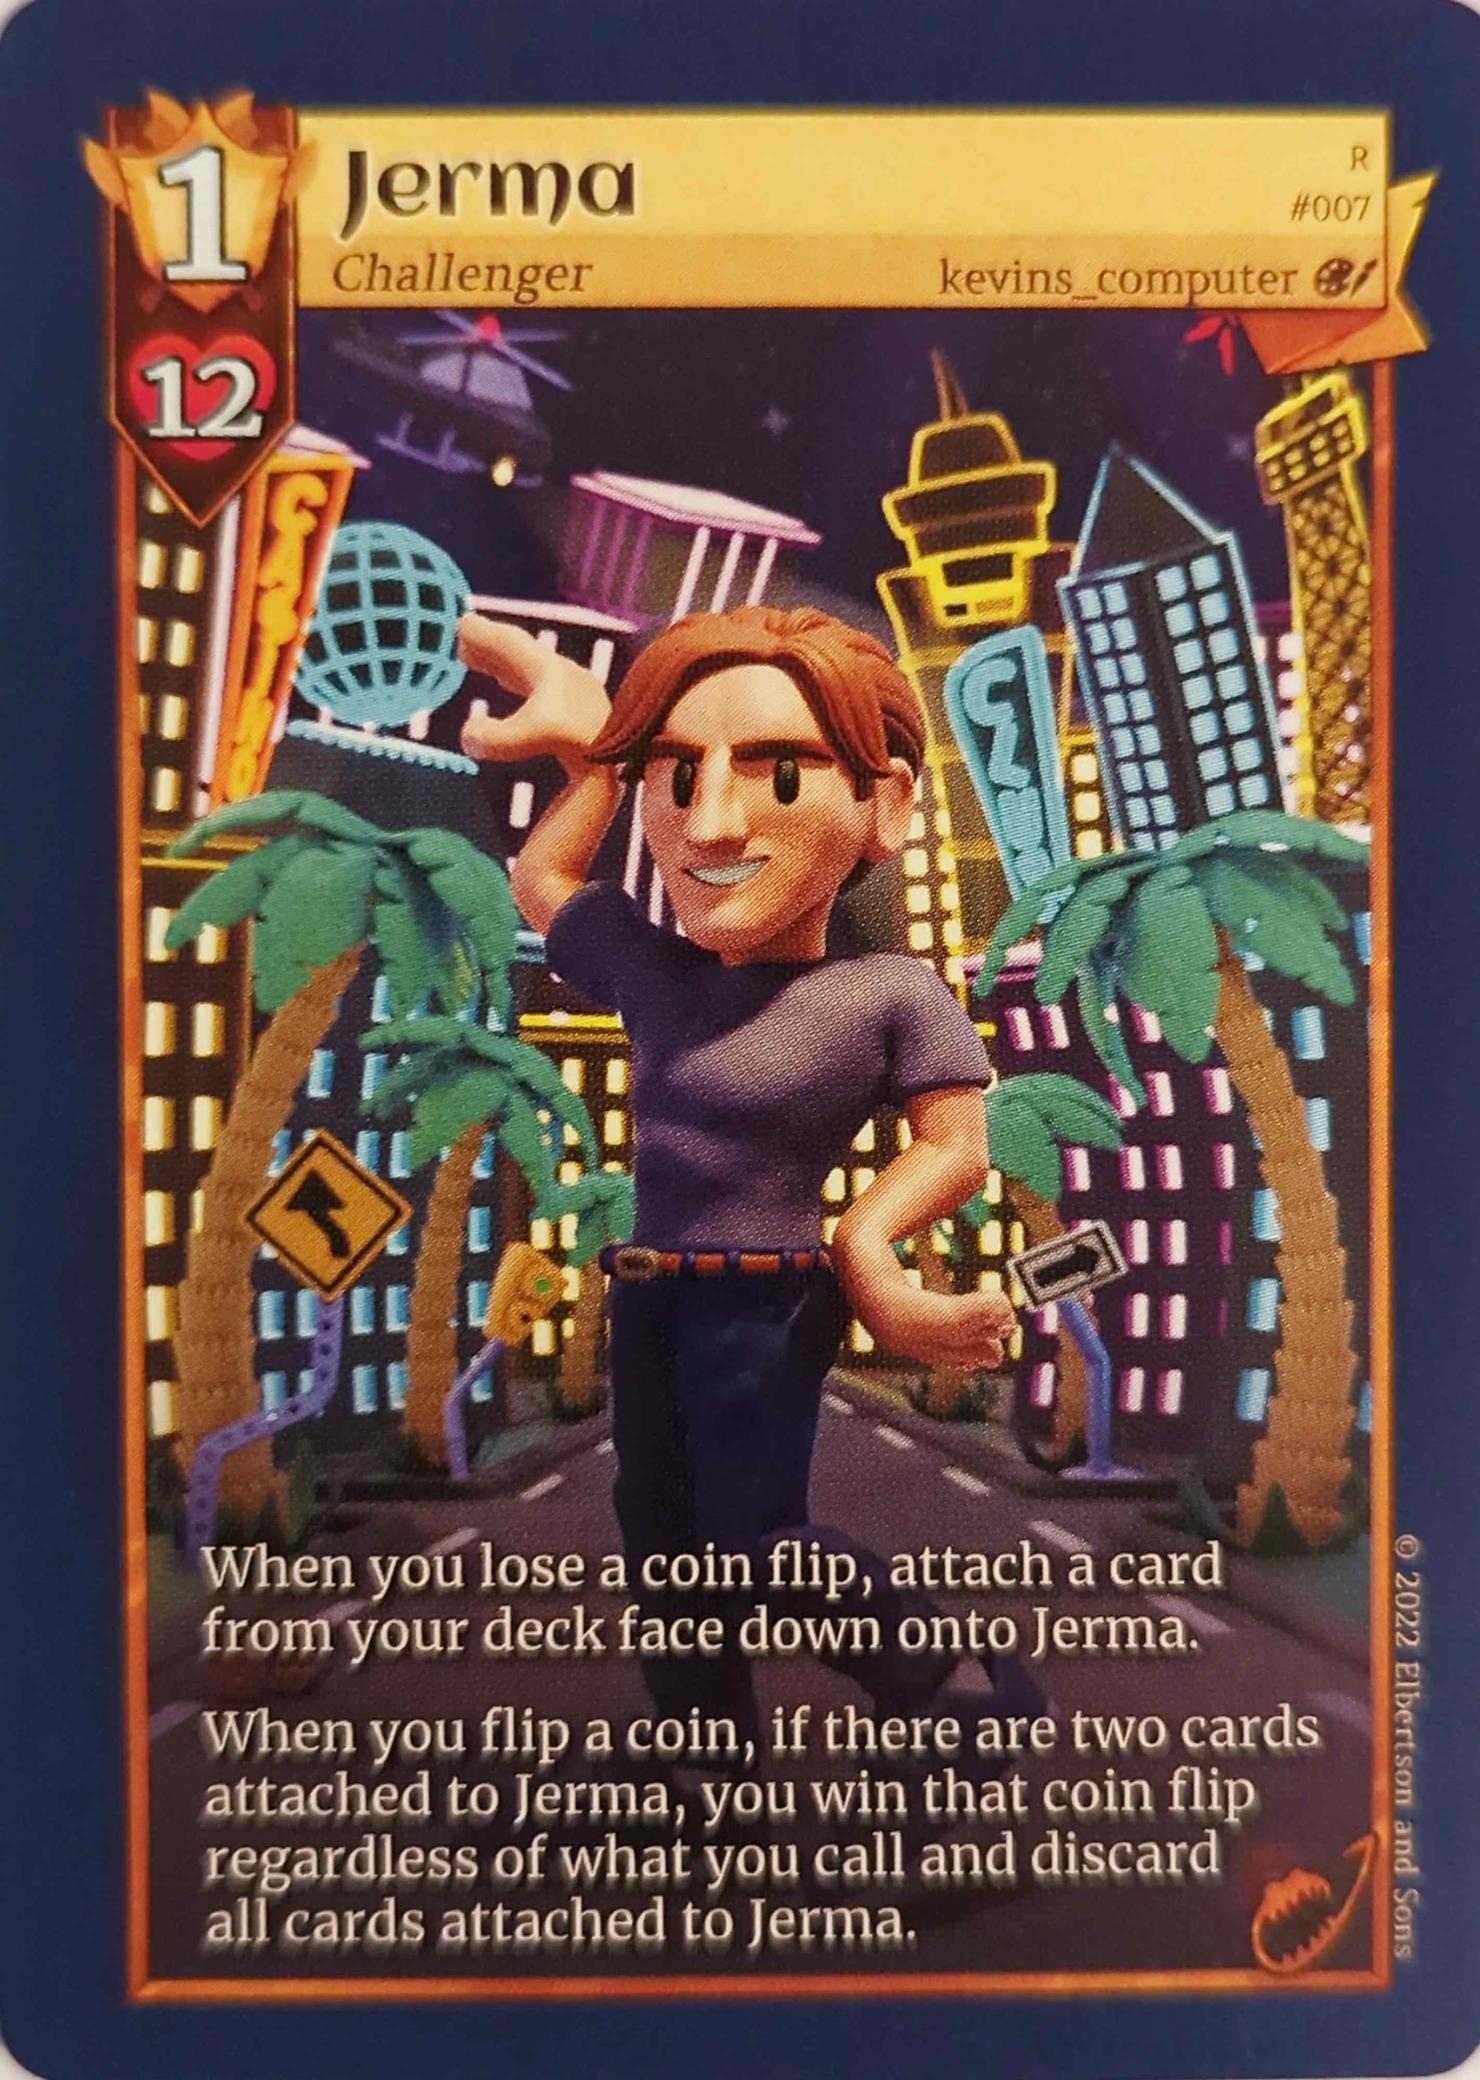 1
Jerma
R
#007
Challenger
kevins_computer
12
CASINO
When you lose a coin flip, attach a card
from your deck face down onto Jerma.
When you flip a coin, if there are two cards
attached to Jerma, you win that coin flip
regardless of what you call and discard
all cards attached to Jerma.
© 2022 Elbertson and Sons